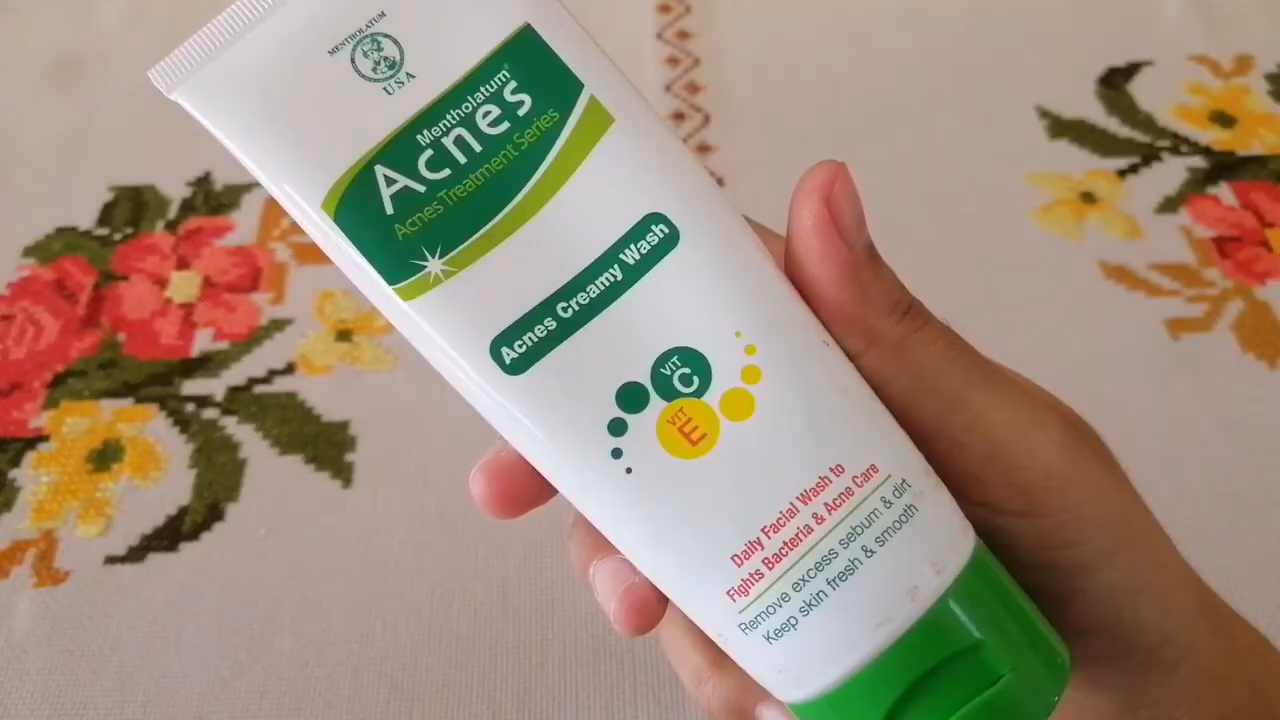 MENTHOLATUM
USA
Mentholatum®
Acnes
Acnes Treatment Series
Acnes Creamy Wash
VIT
C
VIT
E
Daily Facial Wash to
Fights Bacteria & Acne Care
Remove excess sebum & dirt
Keep skin fresh & smooth